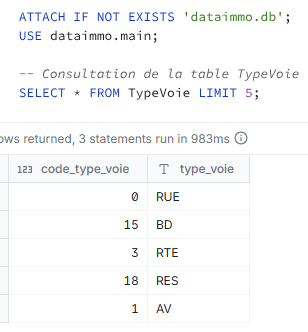 ATTACH IF NOT EXISTS 'dataimmo.db';
USE dataimmo.main;
-- Consultation de la table TypeVoie
SELECT * FROM TypeVoie LIMIT 5;
ows returned, 3 statements run in 983ms
123 code_type_voie T type_voie
0 RUE
15 BD
3 RTE
18 RES
1 AV